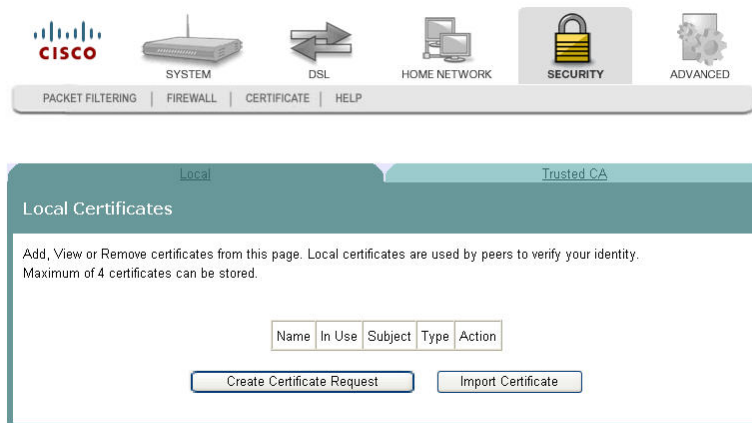 CISCO
SYSTEM
DSL
HOME NETWORK
SECURITY
ADVANCED
PACKET FILTERING | FIREWALL | CERTIFICATE | HELP
Local
Trusted CA
Local Certificates
Add, View or Remove certificates from this page. Local certificates are used by peers to verify your identity.
Maximum of 4 certificates can be stored.
Name In Use Subject Type Action
Create Certificate Request
Import Certificate